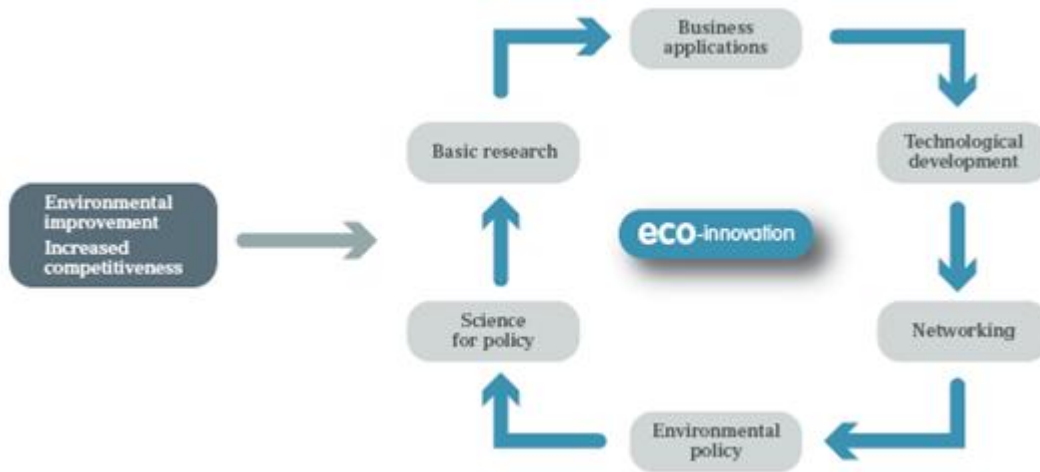 Business
applications
Basic research
Technological
development
Environmental
improvement
Increased
competitiveness
eco-innovation
Science
for policy
Networking
Environmental
policy